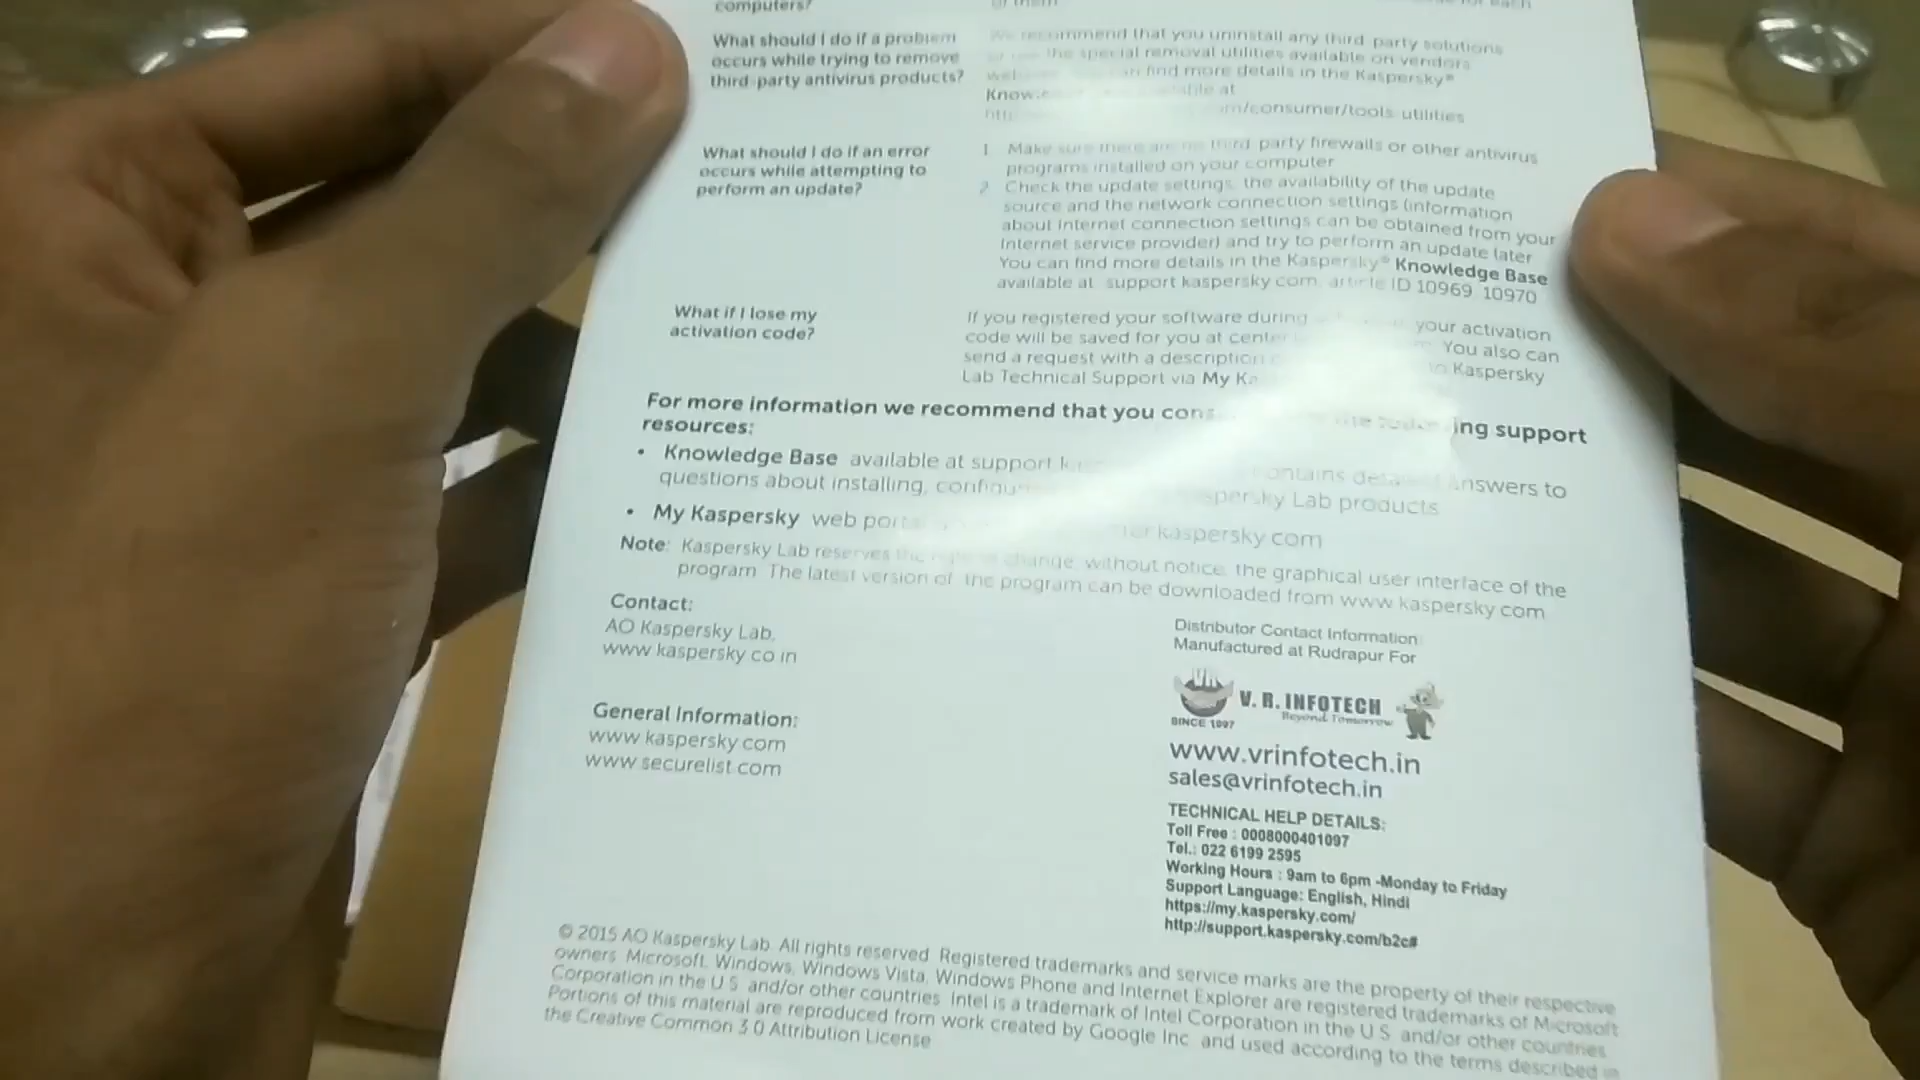 computers?
What should I do if a problem
occurs while trying to remove
third-party antivirus products?
recommend that you uninstall any third party solutions
the special removal utilities available on vendors
find more details in the Kaspersky®
at
/consumer/tools utilities
What should I do if an error
occurs while attempting to
perform an update?
1 Make sure there are no third party firewalls or other antivirus
programs installed on your computer
2 Check the update settings, the availability of the update
source and the network connection settings (information
about Internet connection settings can be obtained from your
Internet service provider) and try to perform an update later
You can find more details in the Kaspersky® Knowledge Base
available at support kaspersky com, article ID 10969, 10970
What if I lose my
activation code?
If you registered your software during your activation
code will be saved for you at You also can
send a request with a description Kaspersky
Lab Technical Support via My
For more information we recommend that you support
resources:
• Knowledge Base available at support answers to
questions about installing, Lab products
• My Kaspersky web kaspersky com
Note: Kaspersky Lab reserves the change, without notice, the graphical user interface of the
program The latest version of the program can be downloaded from www kaspersky com
Contact:
AO Kaspersky Lab,
www kaspersky co in
General Information:
www kaspersky com
www securelist com
Distributor Contact Information:
Manufactured at Rudrapur For
VR
SINCE 1997
V. R. INFOTECH
Beyond Tomorrow
www.vrinfotech.in
sales@vrinfotech.in
TECHNICAL HELP DETAILS:
Toll Free : 0008000401097
Tel.: 022 6199 2595
Working Hours : 9am to 6pm -Monday to Friday
Support Language: English, Hindi
https://my.kaspersky.com/
http://support.kaspersky.com/b2c#
© 2015 AO Kaspersky Lab. All rights reserved Registered trademarks and service marks are the property of their respective
owners Microsoft, Windows, Windows Vista, Windows Phone and Internet Explorer are registered trademarks of Microsoft
Corporation in the U S and/or other countries Intel is a trademark of Intel Corporation in the U S and/or other countries
Portions of this material are reproduced from work created by Google Inc and used according to the terms described in
the Creative Common 3 0 Attribution License